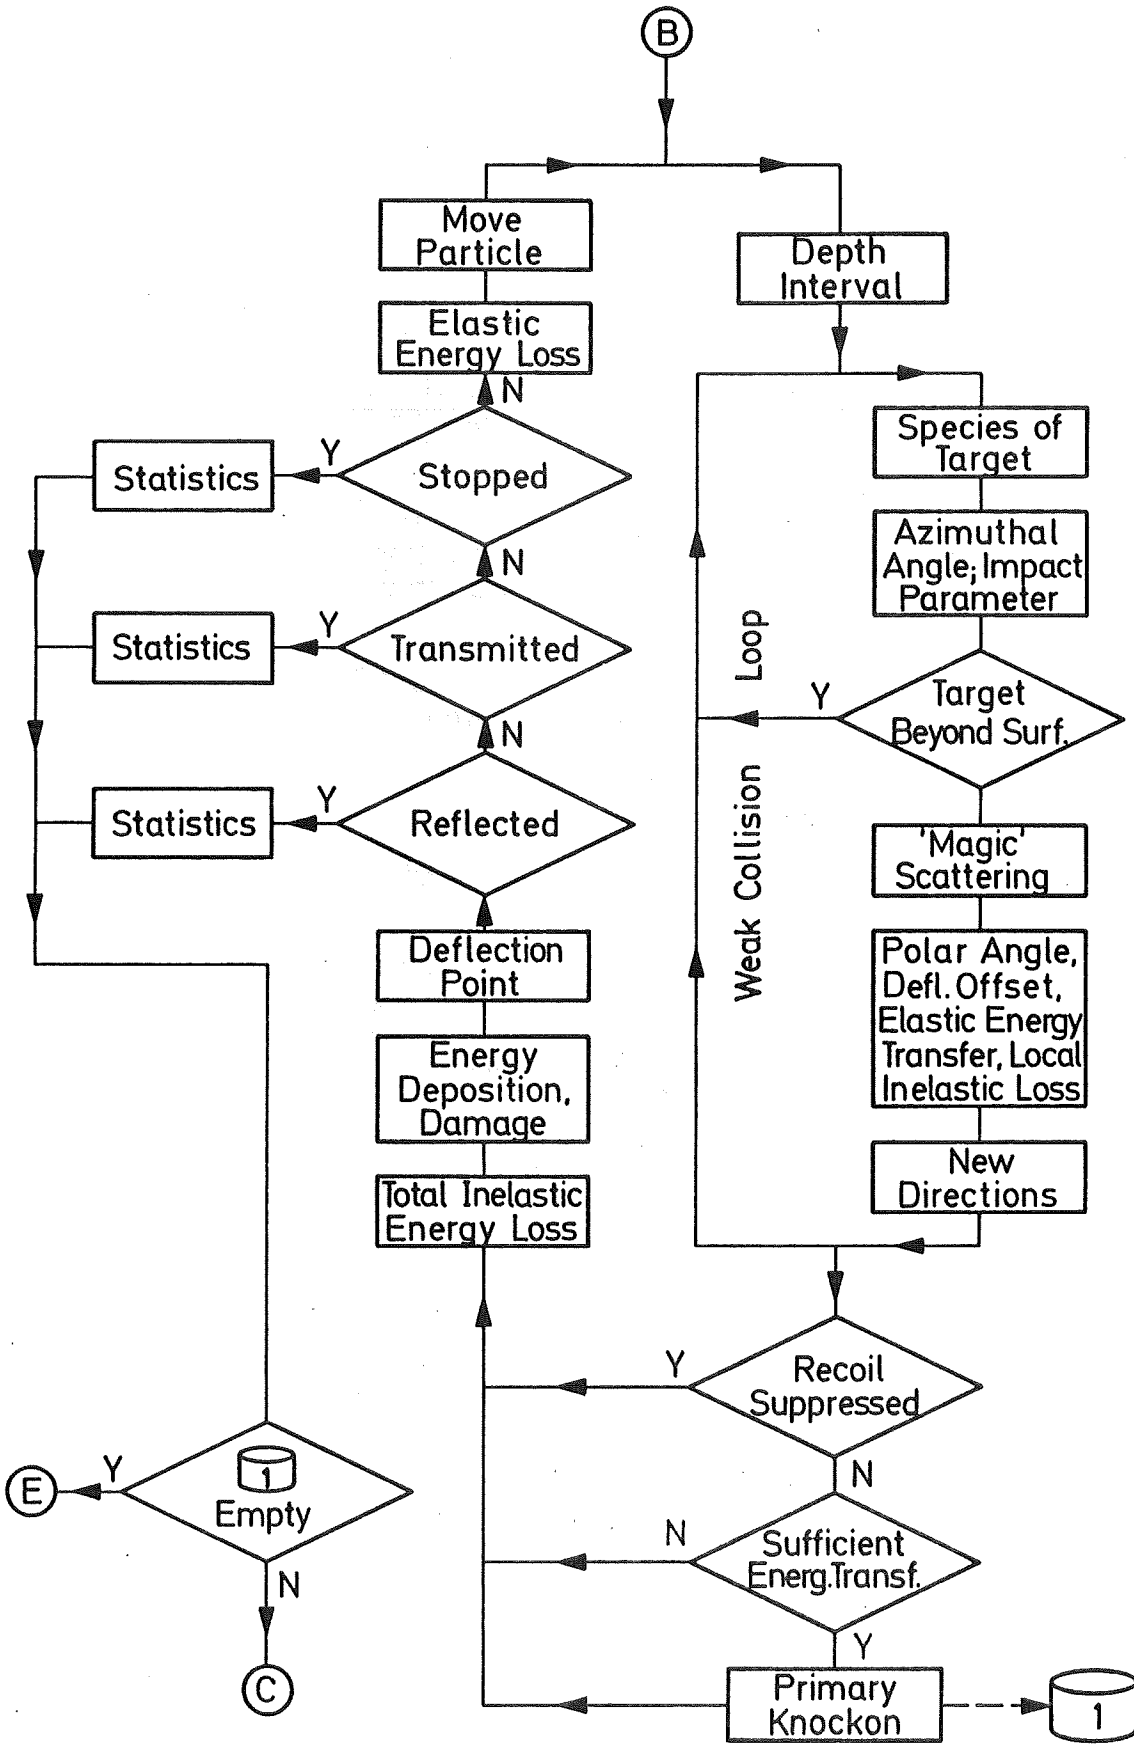 B
Move
Particle
Depth
Interval
Elastic
Energy Loss
N
Species of
Target
Y
Statistics
Stopped
Azimuthal
Angle; Impact
Parameter
N
Y
Statistics
Transmitted
Weak Collision Loop
Y
Target
Beyond Surf.
N
Y
Statistics
Reflected
'Magic'
Scattering
Deflection
Point
Polar Angle,
Defl. Offset,
Elastic Energy
Transfer, Local
Inelastic Loss
Energy
Deposition,
Damage
New
Directions
Total Inelastic
Energy Loss
Y
Recoil
Suppressed
N
E
Y
1
Empty
N
Sufficient
Energ.Transf.
N
Y
C
Primary
Knockon
1